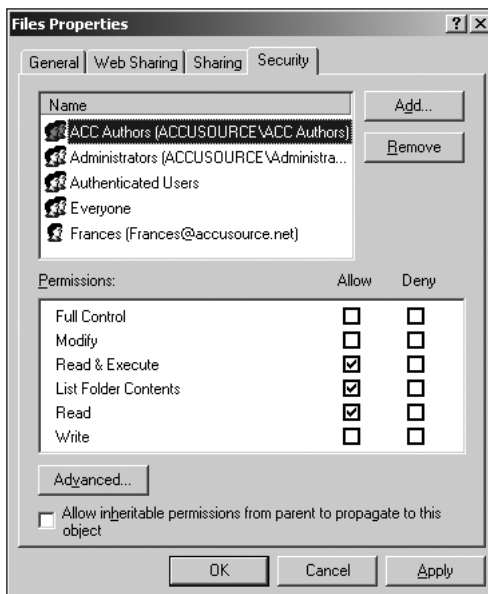 Files Properties
? X
General Web Sharing Sharing Security
Name
ACC Authors (ACCUSOURCE\ACC Authors)
Administrators (ACCUSOURCE\Administra...
Authenticated Users
Everyone
Frances (Frances@accusource.net)
Add...
Remove
Permissions: Allow Deny
Full Control
Modify
Read & Execute
List Folder Contents
Read
Write
Advanced...
Allow inheritable permissions from parent to propagate to this
object
OK Cancel Apply